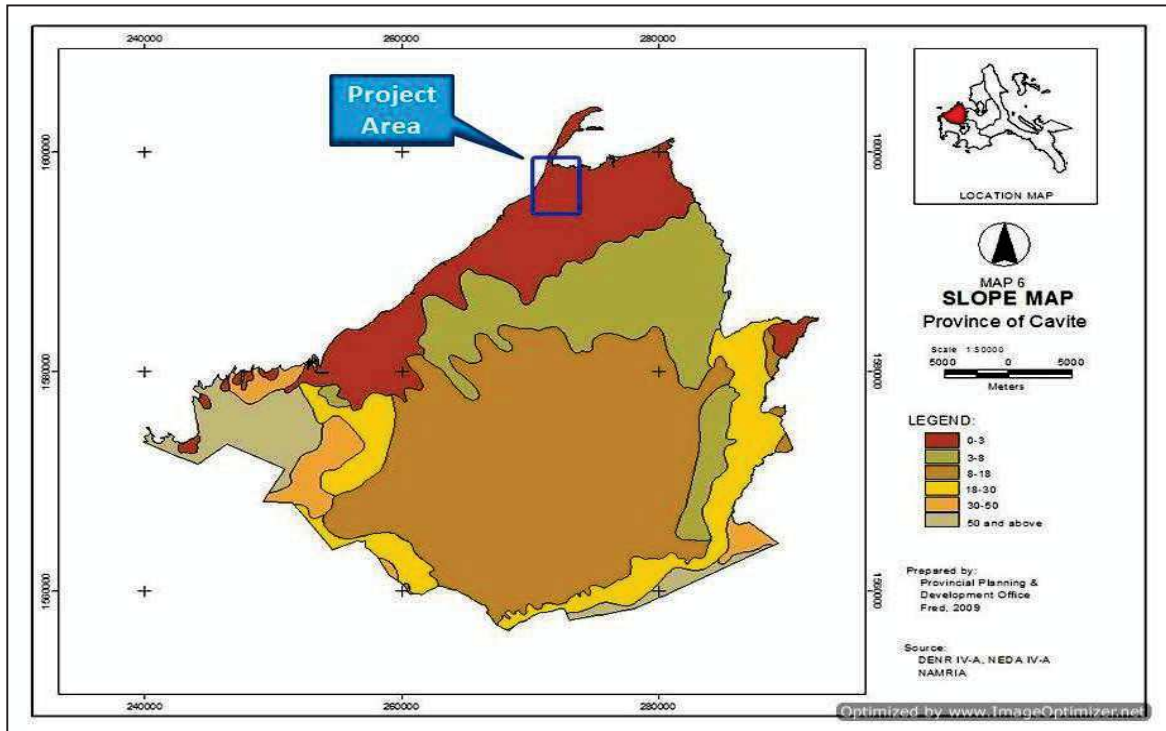 240000 260000 280000
Project
Area
1600000 1600000
1580000 1580000
1560000 1560000
240000 260000 280000
LOCATION MAP
MAP 6
SLOPE MAP
Province of Cavite
Scale 1:50000
5000 0 5000
Meters
LEGEND:
0-3
3-8
8-18
18-30
30-50
50 and above
Prepared by:
Provincial Planning &
Development Office
Fred, 2009
Source:
DENR IV-A, NEDA IV-A
NAMRIA
Optimized by www.ImageOptimizer.net